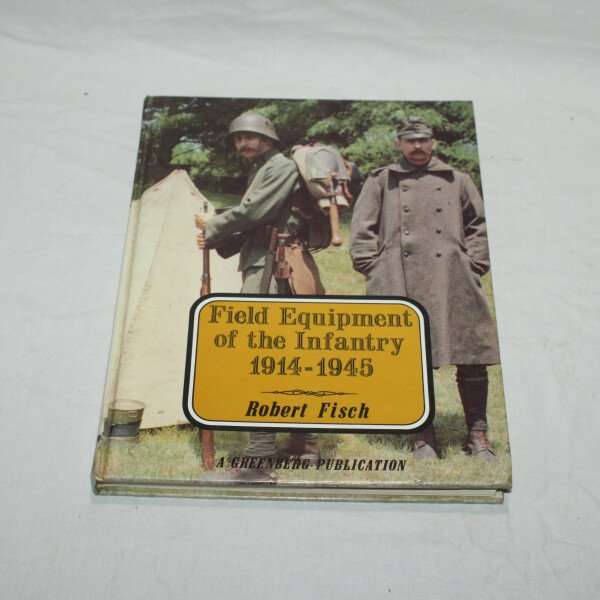 Field Equipment
of the Infantry
1914-1945
Robert Fisch
A GREENBERG PUBLICATION